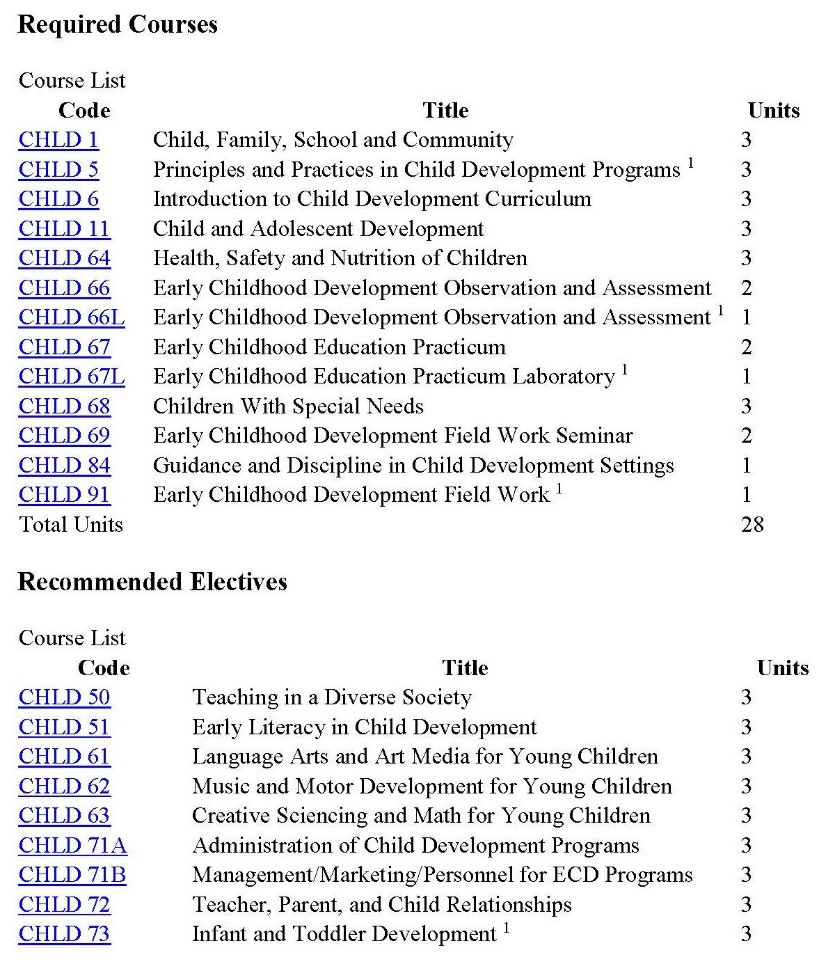 Required Courses
Course List
Code Title Units
CHLD 1 Child, Family, School and Community 3
CHLD 5 Principles and Practices in Child Development Programs 1 3
CHLD 6 Introduction to Child Development Curriculum 3
CHLD 11 Child and Adolescent Development 3
CHLD 64 Health, Safety and Nutrition of Children 3
CHLD 66 Early Childhood Development Observation and Assessment 2
CHLD 66L Early Childhood Development Observation and Assessment 1 1
CHLD 67 Early Childhood Education Practicum 2
CHLD 67L Early Childhood Education Practicum Laboratory 1 1
CHLD 68 Children With Special Needs 3
CHLD 69 Early Childhood Development Field Work Seminar 2
CHLD 84 Guidance and Discipline in Child Development Settings 1
CHLD 91 Early Childhood Development Field Work 1 1
Total Units 28
Recommended Electives
Course List
Code Title Units
CHLD 50 Teaching in a Diverse Society 3
CHLD 51 Early Literacy in Child Development 3
CHLD 61 Language Arts and Art Media for Young Children 3
CHLD 62 Music and Motor Development for Young Children 3
CHLD 63 Creative Sciencing and Math for Young Children 3
CHLD 71A Administration of Child Development Programs 3
CHLD 71B Management/Marketing/Personnel for ECD Programs 3
CHLD 72 Teacher, Parent, and Child Relationships 3
CHLD 73 Infant and Toddler Development 1 3